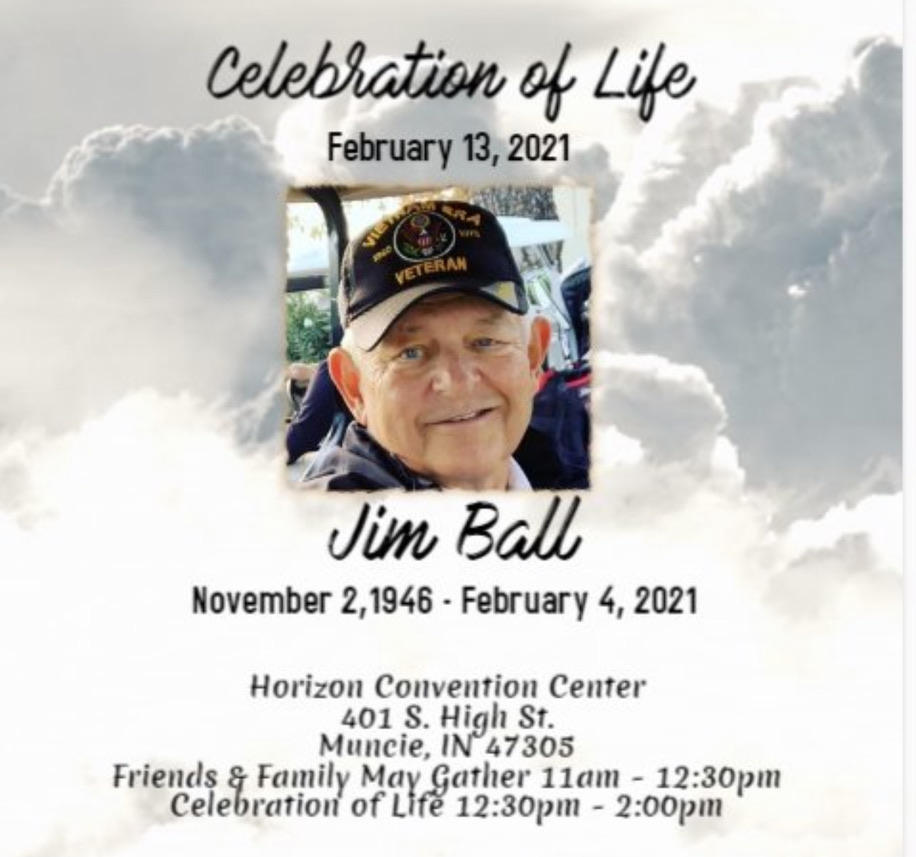 Celebration of Life
February 13, 2021
VIETNAM ERA
VETERAN
Jim Ball
November 2,1946 - February 4, 2021
Horizon Convention Center
401 S. High St.
Muncie, IN 47305
Friends & Family May Gather 11am - 12:30pm
Celebration of Life 12:30pm - 2:00pm